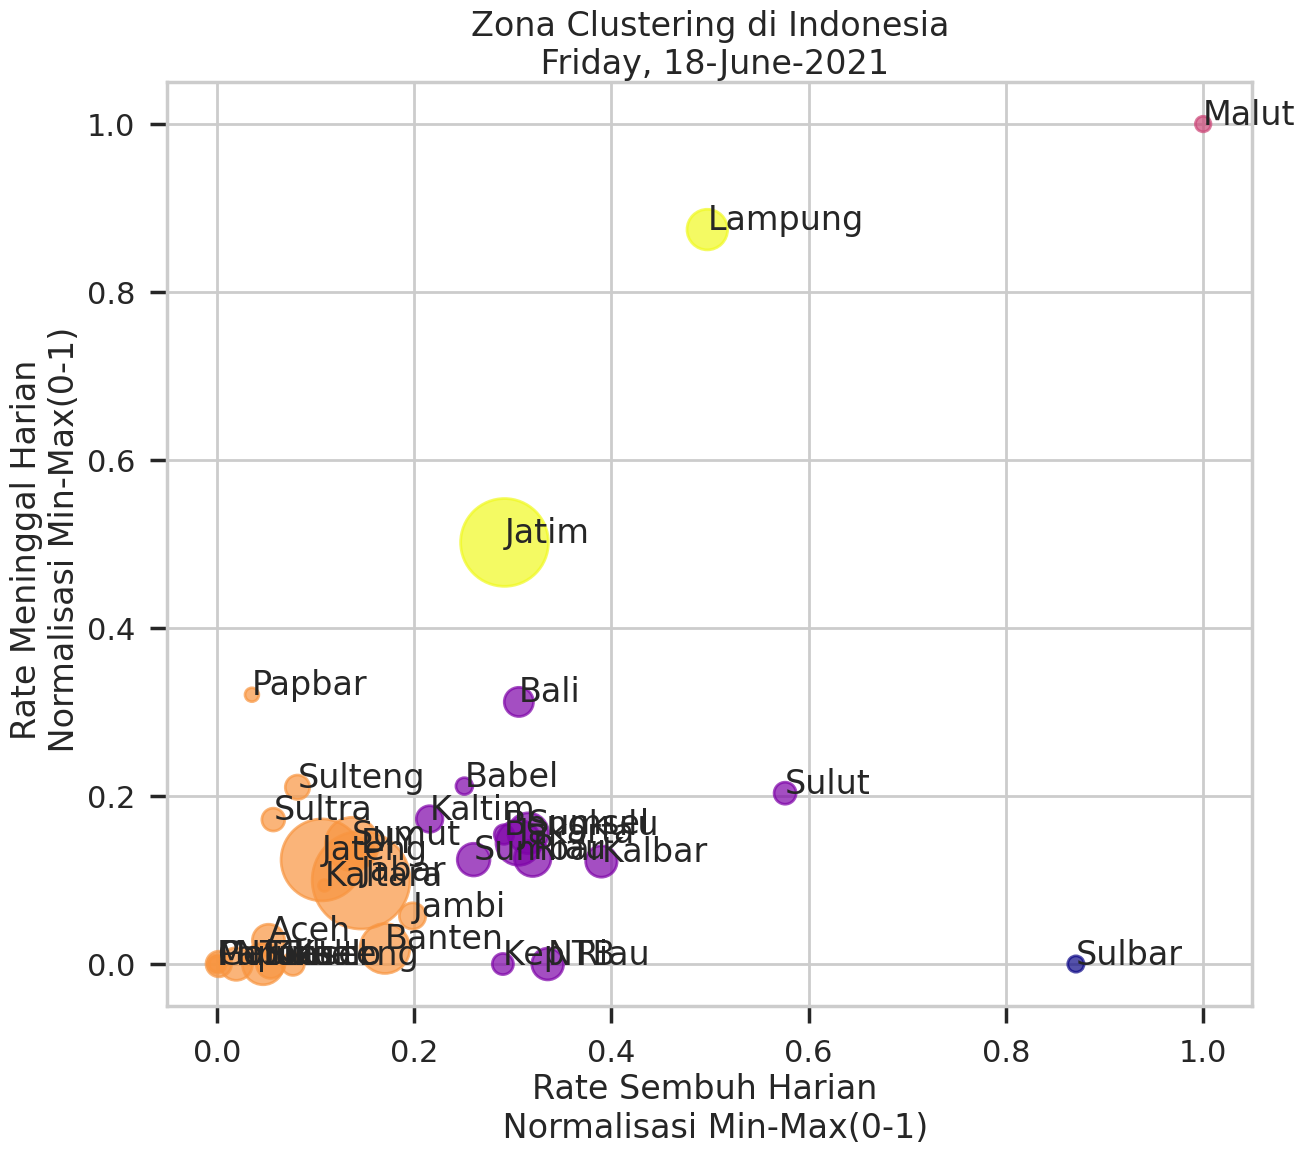 Zona Clustering di Indonesia
Friday, 18-June-2021
Rate Meninggal Harian
Normalisasi Min-Max(0-1)
1.0
0.8
0.6
0.4
0.2
0.0
Malut
Lampung
Jatim
Papbar
Bali
Sulteng
Babel
Sulut
Sultra
Kaltim
Sumsel
Sumut
DIY
Jateng
Riau
Kalbar
Jabar
Kaltara
Jambi
Aceh
Banten
Kep Riau
NTB
Sulbar
0.0
0.2
0.4
0.6
0.8
1.0
Rate Sembuh Harian
Normalisasi Min-Max(0-1)